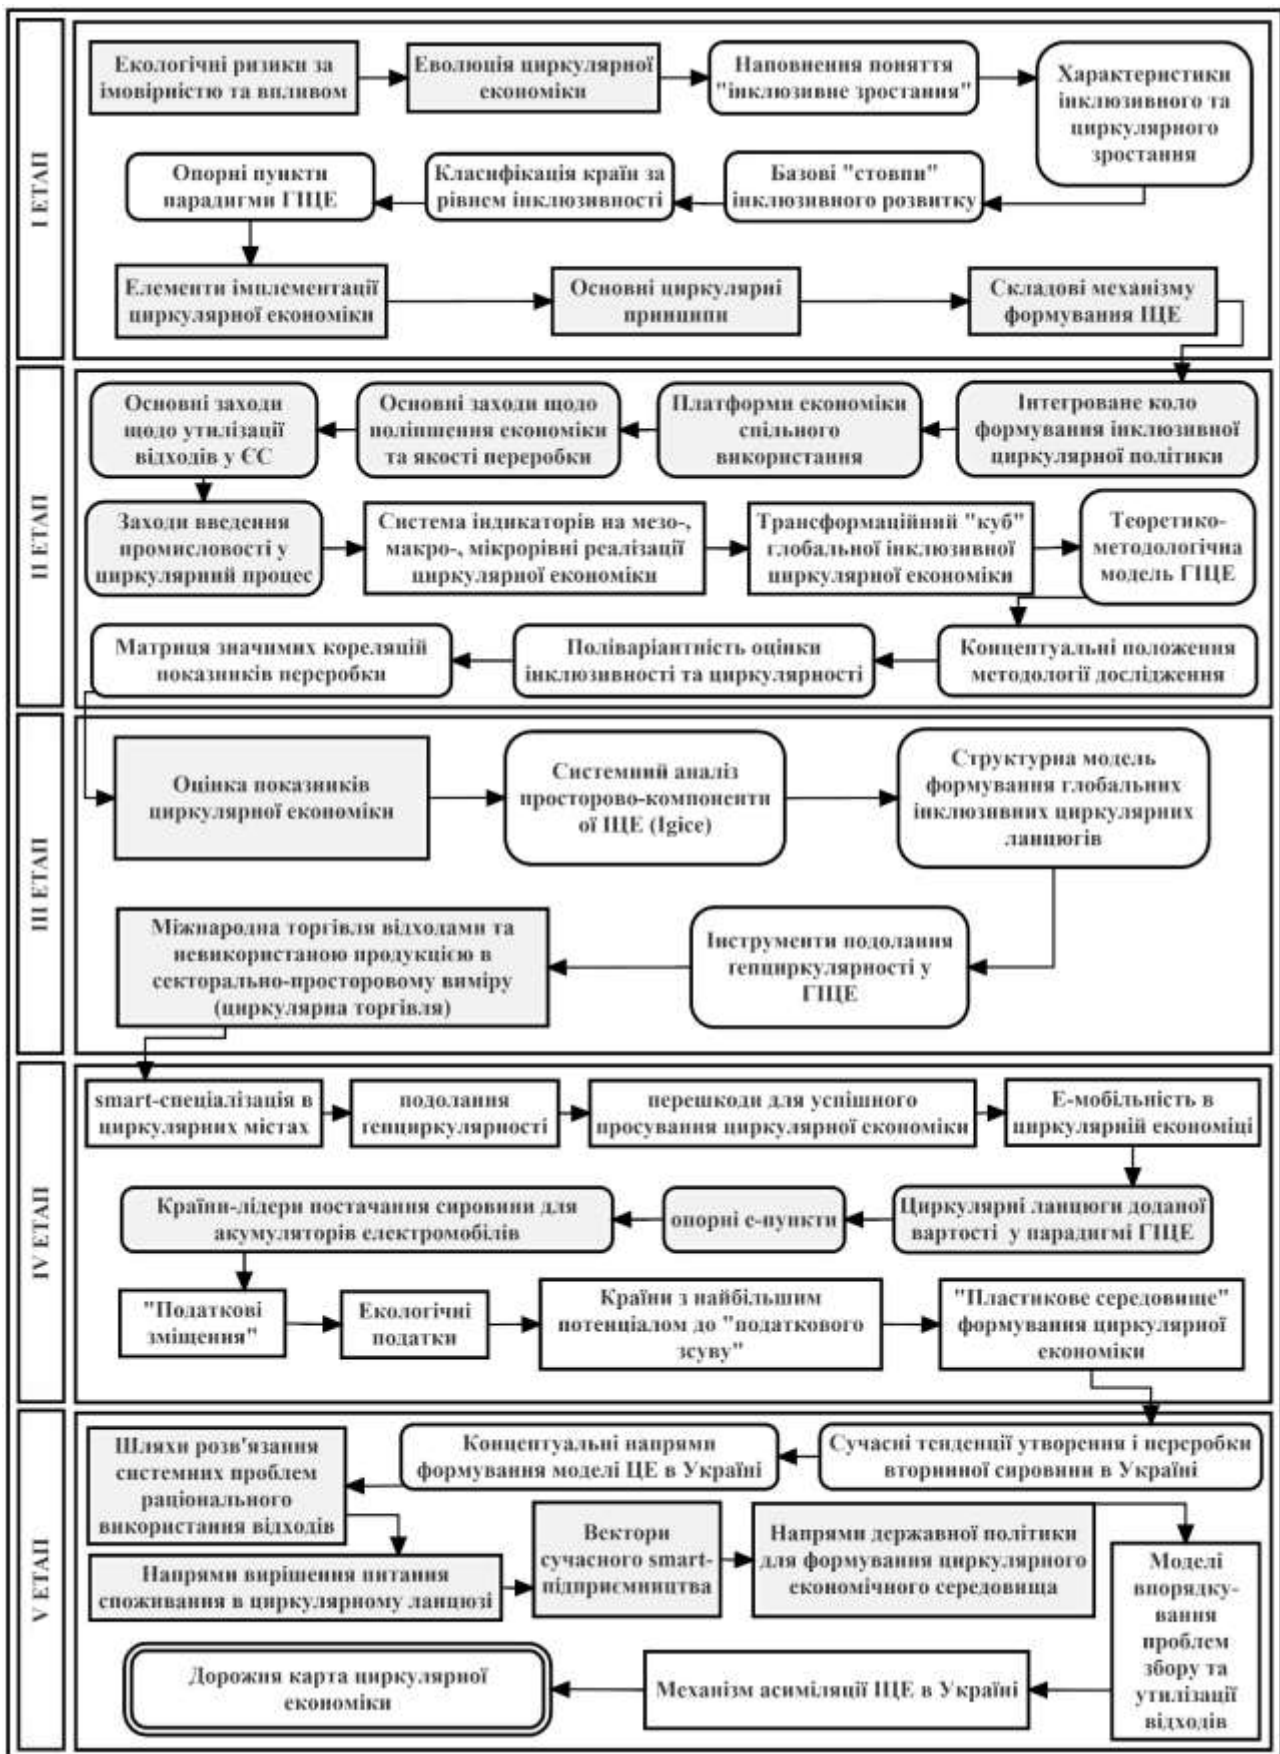 І ЕТАП
Екологічні ризики за
імовірністю та впливом
Еволюція циркулярної
економіки
Наповнення поняття
"інклюзивне зростання"
Характеристики
інклюзивного та
циркулярного
зростання
Базові "стовпи"
інклюзивного розвитку
Класифікація країн за
рівнем інклюзивності
Опорні пункти
парадигми ГІЦЕ
Елементи імплементації
циркулярної економіки
Основні циркулярні
принципи
Складові механізму
формування ІЦЕ
ІІ ЕТАП
Інтегроване коло
формування інклюзивної
циркулярної політики
Платформи економіки
спільного
використання
Основні заходи щодо
поліпшення економіки
та якості переробки
Основні заходи
щодо утилізації
відходів у ЄС
Заходи введення
промисловості у
циркулярний процес
Система індикаторів на мезо-,
макро-, мікрорівні реалізації
циркулярної економіки
Трансформаційний "куб"
глобальної інклюзивної
циркулярної економіки
Теоретико-
методологічна
модель ГІЦЕ
Концептуальні положення
методології дослідження
Поліваріантність оцінки
інклюзивності та циркулярності
Матриця значимих кореляцій
показників переробки
ІІІ ЕТАП
Оцінка показників
циркулярної економіки
Системний аналіз
просторово-компоненти
ої ІЦЕ (Igice)
Структурна модель
формування глобальних
інклюзивних циркулярних
ланцюгів
Інструменти подолання
ґепциркулярності у
ГІЦЕ
Міжнародна торгівля відходами та
невикористаною продукцією в
секторально-просторовому виміру
(циркулярна торгівля)
IV ЕТАП
smart-спеціалізація в
циркулярних містах
подолання
ґепциркулярності
перешкоди для успішного
просування циркулярної економіки
Е-мобільність в
циркулярній економіці
Циркулярні ланцюги доданої
вартості у парадигмі ГІЦЕ
опорні е-пункти
Країни-лідери постачання сировини для
акумуляторів електромобілів
"Податкові
зміщення"
Екологічні
податки
Країни з найбільшим
потенціалом до "податкового
зсуву"
"Пластикове середовище"
формування циркулярної
економіки
V ЕТАП
Сучасні тенденції утворення і переробки
вторинної сировини в Україні
Концептуальні напрями
формування моделі ЦЕ в Україні
Шляхи розв'язання
системних проблем
раціонального
використання відходів
Напрями вирішення питання
споживання в циркулярному ланцюзі
Вектори
сучасного smart-
підприємництва
Напрями державної політики
для формування циркулярного
економічного середовища
Моделі
впорядку-
вання
проблем
збору та
утилізації
відходів
Механізм асиміляції ІЦЕ в Україні
Дорожня карта циркулярної
економіки